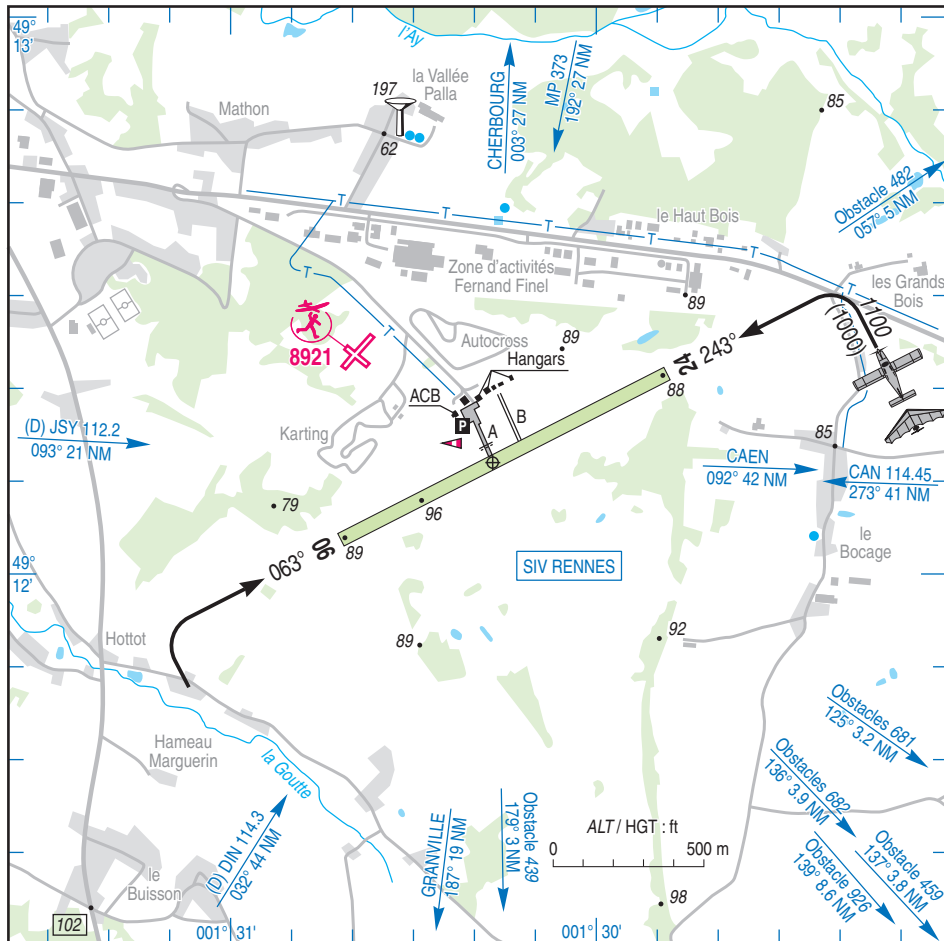 49°
13'
l'Ay
197
la Vallée
Palla
Mathon
62
CHERBOURG
003° 27 NM
MP 373
192° 27 NM
85
Obstacle 482
057° 5 NM
T
T
T
T
T
T
T
le Haut Bois
Zone d'activités
Fernand Finel
89
les Grands
Bois
8921
Autocross
89
Hangars
ACB
P
A
B
Karting
24
243°
88
1100
(1000)
(D) JSY 112.2
093° 21 NM
85
CAEN
092° 42 NM
CAN 114.45
273° 41 NM
79
96
89
06
063°
le
Bocage
49°
12'
SIV RENNES
Hottot
89
92
Hameau
Marguerin
la Goutte
Obstacles 681
125° 3.2 NM
Obstacles 682
136° 3.9 NM
Obstacle 459
137° 3.8 NM
Obstacle 926
139° 8.6 NM
(D) DIN 114.3
032° 44 NM
GRANVILLE
187° 19 NM
Obstacle 439
179° 3 NM
ALT / HGT : ft
0
500 m
le
Buisson
102
98
001° 31'
001° 30'